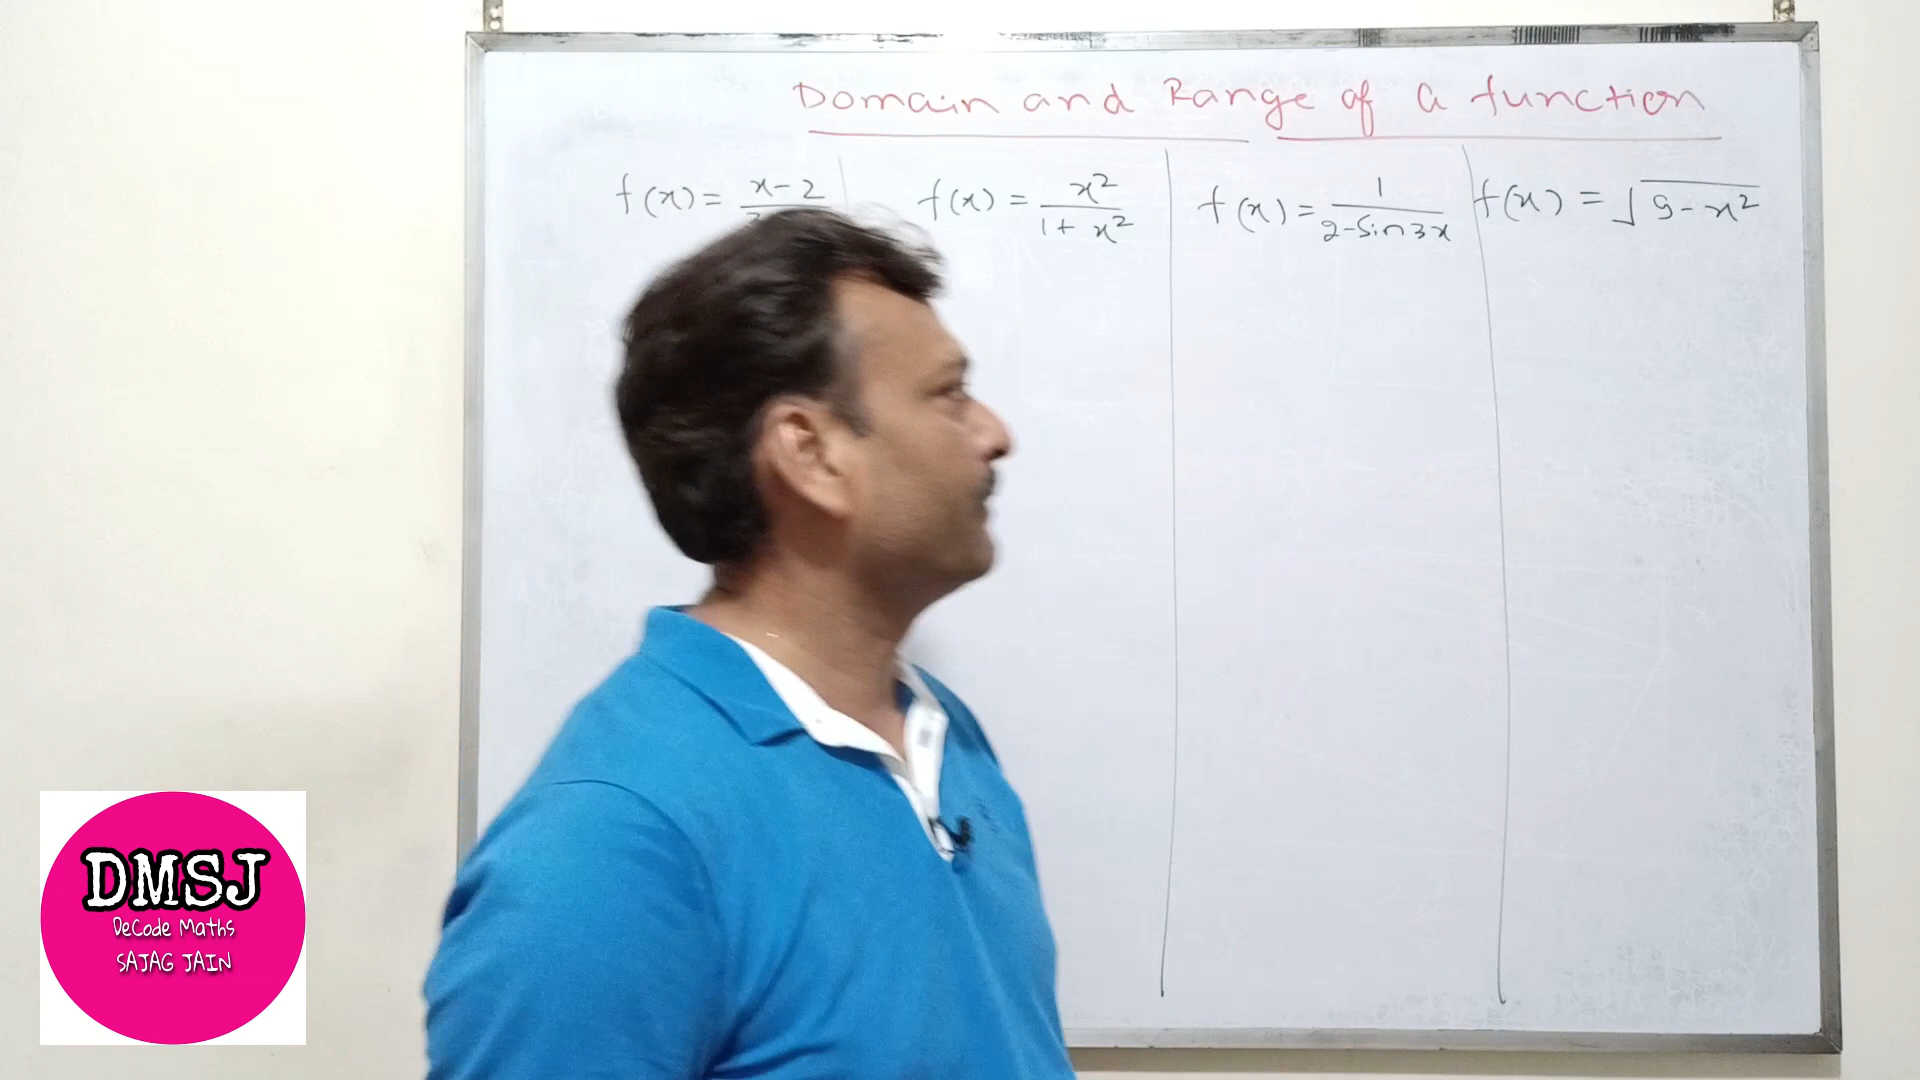 Domain and Range of a function
f(x) = x-2
f(x) = x² / 1 + x²
f(x) = 1 / 2-Sin3x
f(x) = √9-x²
DMSJ
DeCode Maths
SAJAG JAIN